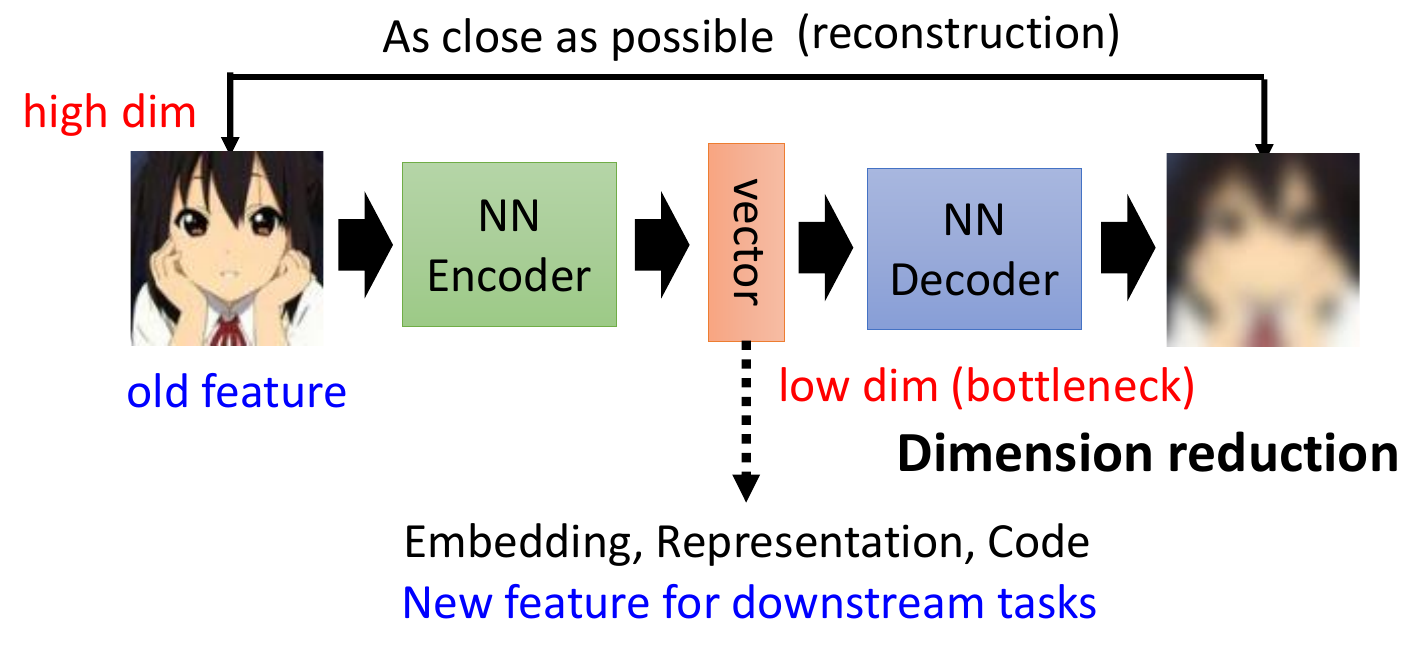 As close as possible (reconstruction)
high dim
NN
Encoder
vector
NN
Decoder
old feature
low dim (bottleneck)
Dimension reduction
Embedding, Representation, Code
New feature for downstream tasks